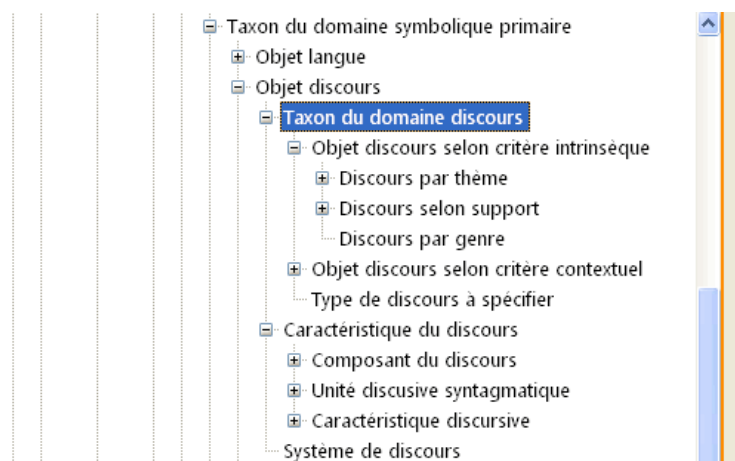 Taxon du domaine symbolique primaire
Objet langue
Objet discours
Taxon du domaine discours
Objet discours selon critère intrinsèque
Discours par thème
Discours selon support
Discours par genre
Objet discours selon critère contextuel
Type de discours à spécifier
Caractéristique du discours
Composant du discours
Unité discusive syntagmatique
Caractéristique discursive
Système de discours